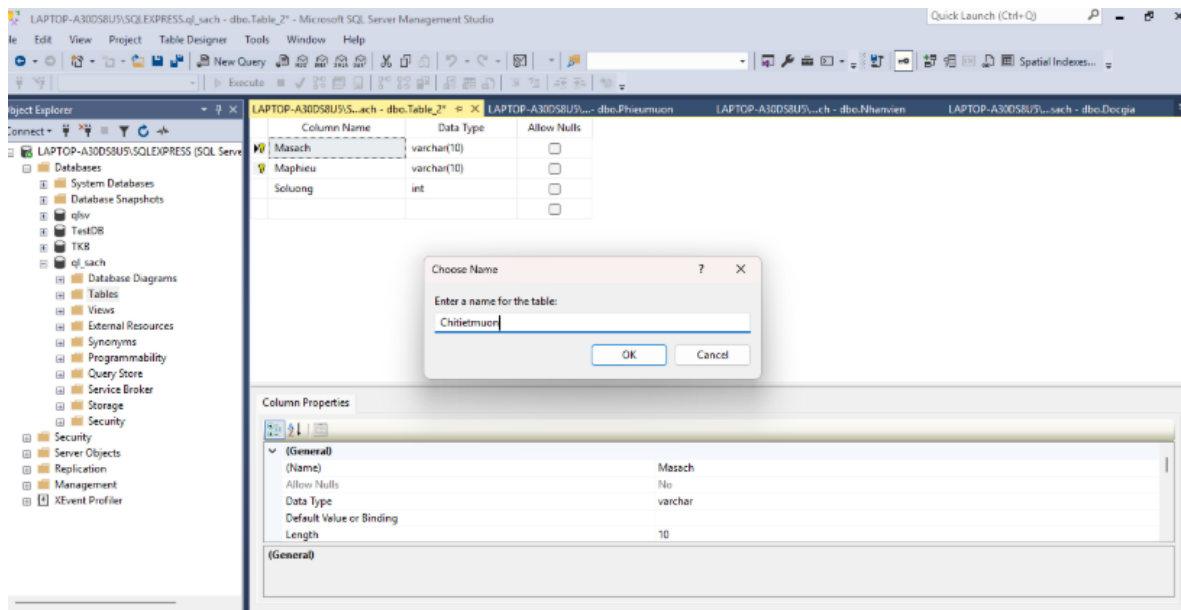 LAPTOP-A30DS8U5\SQLEXPRESS.ql_sach - dbo.Table_2* - Microsoft SQL Server Management Studio
Quick Launch (Ctrl+Q)
le Edit View Project Table Designer Tools Window Help
New Query
Spatial Indexes...
Execute
bject Explorer
LAPTOP-A30DS8U5\S...ach - dbo.Table_2*
LAPTOP-A30DS8U5\...- dbo.Phieumuon
LAPTOP-A30DS8U5\...ch - dbo.Nhanvien
LAPTOP-A30DS8U5\...sach - dbo.Docgia
Connect
Column Name Data Type Allow Nulls
LAPTOP-A30DS8U5\SQLEXPRESS (SQL Serve
Masach varchar(10)
Databases
Maphieu varchar(10)
System Databases
Soluong int
Database Snapshots
qlsv
TestDB
TKB
ql_sach
Database Diagrams
Tables
Views
External Resources
Synonyms
Programmability
Query Store
Service Broker
Storage
Security
Security
Server Objects
Replication
Management
XEvent Profiler
Choose Name ?
Enter a name for the table:
Chitietmuon
OK Cancel
Column Properties
(General)
(Name) Masach
Allow Nulls No
Data Type varchar
Default Value or Binding
Length 10
(General)